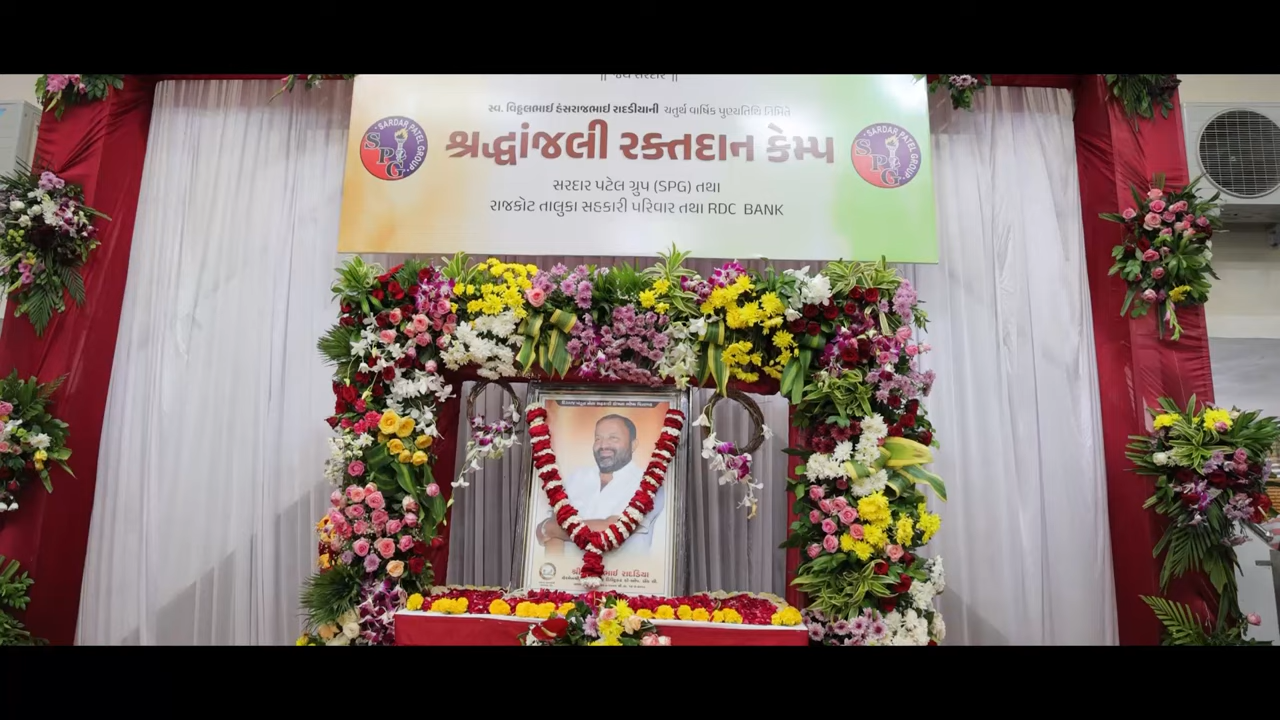 || જય સરદાર ||
સ્વ. વિઠ્ઠલભાઈ હંસરાજભાઈ રાદડીયાની ચતુર્થ વાર્ષિક પુણ્યતિથિ નિમિતે
શ્રદ્ધાંજલી રક્તદાન કેમ્પ
SARDAR PATEL GROUP
SPG
SARDAR PATEL GROUP
SPG
સરદાર પટેલ ગ્રુપ (SPG) તથા
રાજકોટ તાલુકા સહકારી પરિવાર તથા RDC BANK
રાદડિયા